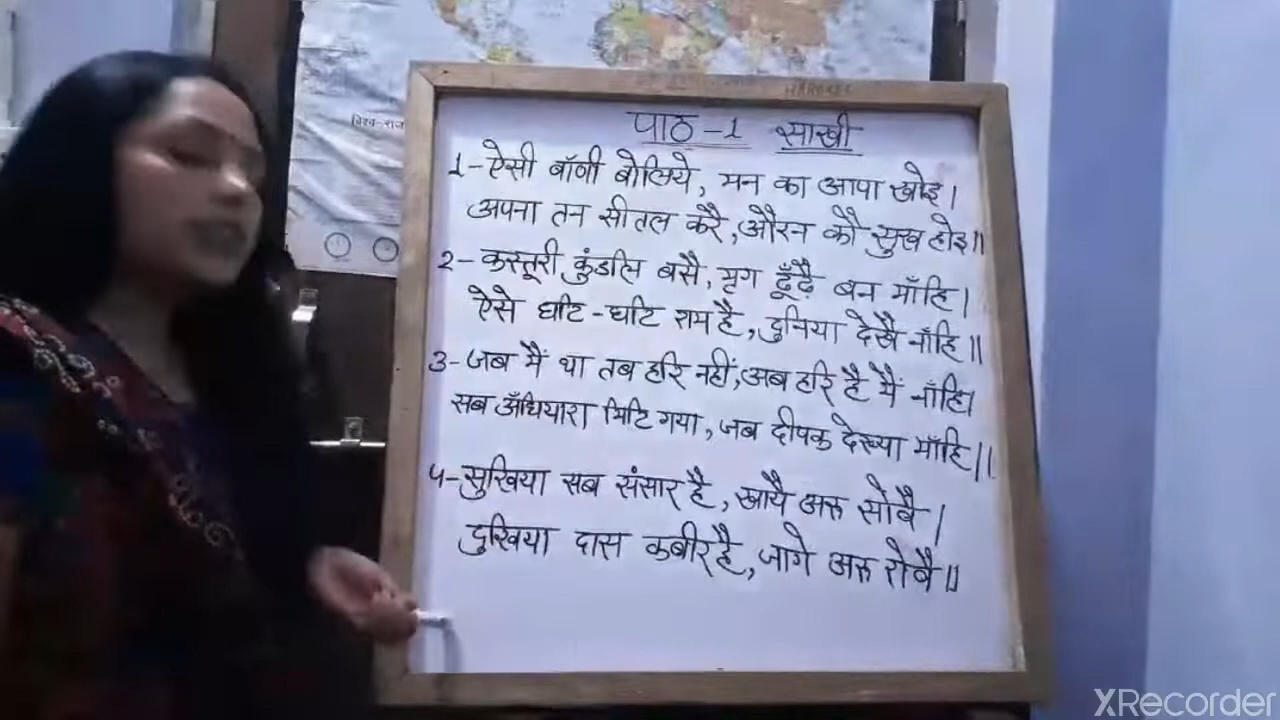 विश्व-राज
पाठ-1 साखी
1-ऐसी बाँणी बोलिये, मन का आपा खोइ।
अपना तन सीतल करै, औरन कौ सुख होइ॥
2-कस्तूरी कुंडलि बसै, मृग ढूँढ़ै बन माँहि।
ऐसे घटि-घटि राम है, दुनिया देखै नाँहि॥
3-जब मैं था तब हरि नहीं, अब हरि है मैं नाँहि।
सब अँधियारा मिटि गया, जब दीपक देख्या माँहि॥
4-सुखिया सब संसार है, खायै अरू सोवै।
दुखिया दास कबीर है, जागे अरू रोवै॥
XRecorder